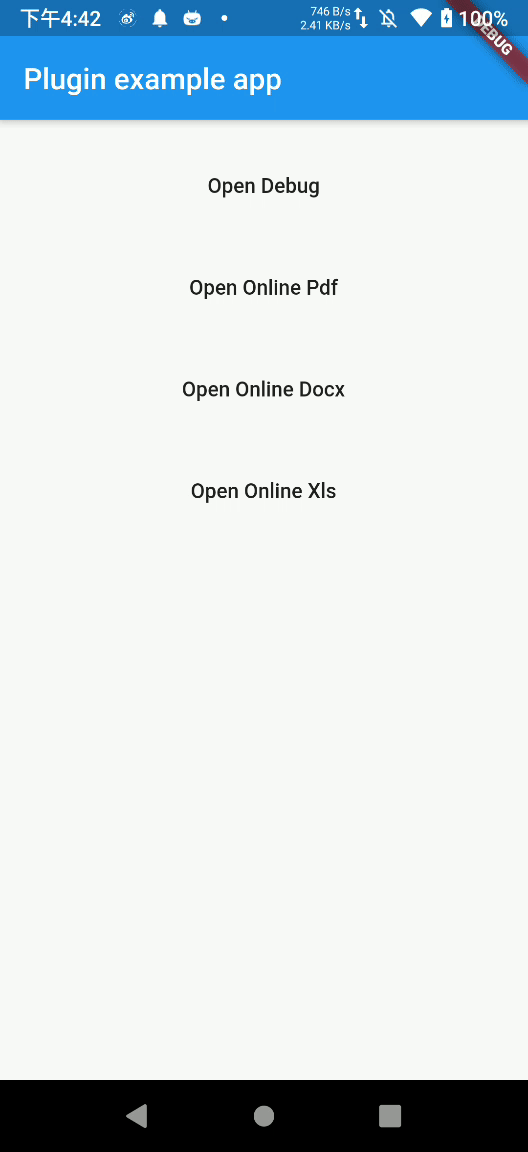 下午4:42
746 B/s
2.41 KB/s
100%
DEBUG
Plugin example app
Open Debug
Open Online Pdf
Open Online Docx
Open Online Xls